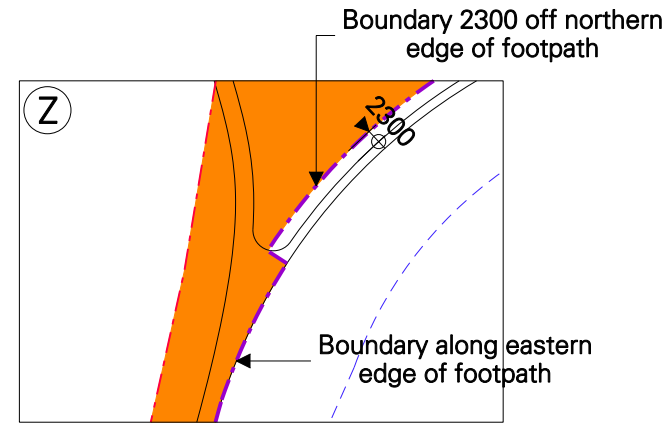 Boundary 2300 off northern
edge of footpath
Z
2300
Boundary along eastern
edge of footpath